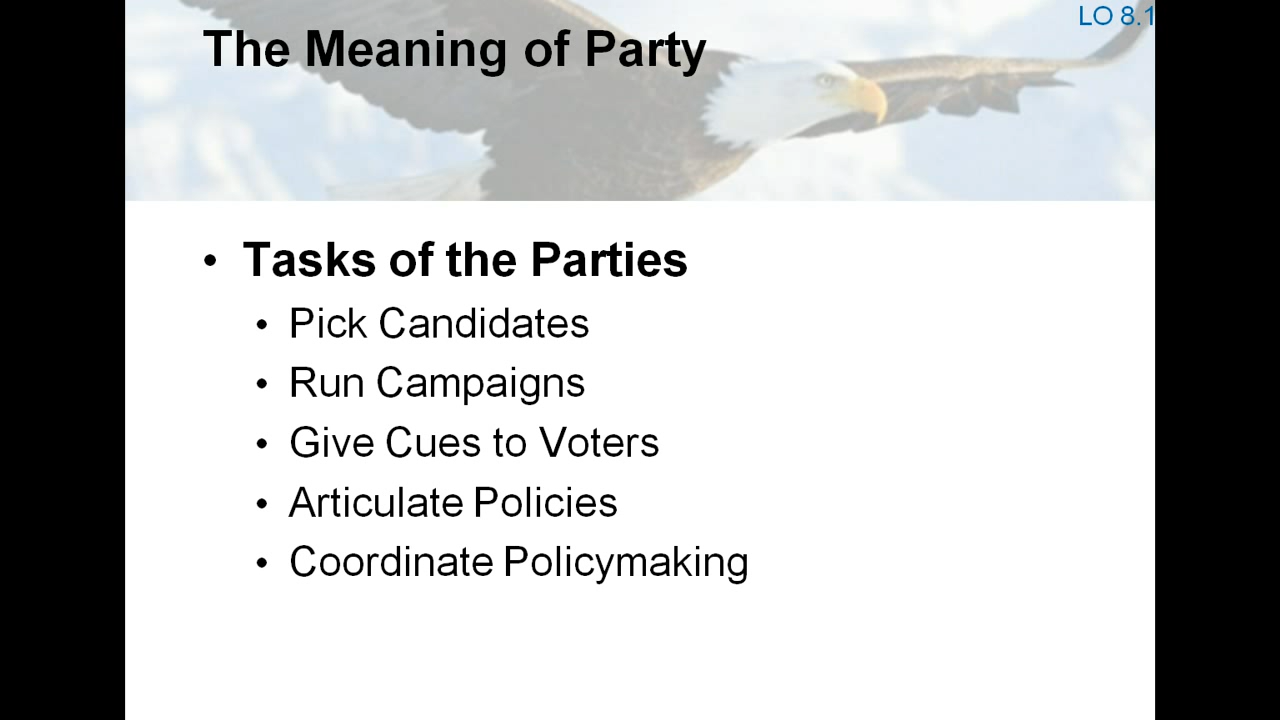 LO 8.1
The Meaning of Party
• Tasks of the Parties
• Pick Candidates
• Run Campaigns
• Give Cues to Voters
• Articulate Policies
• Coordinate Policymaking